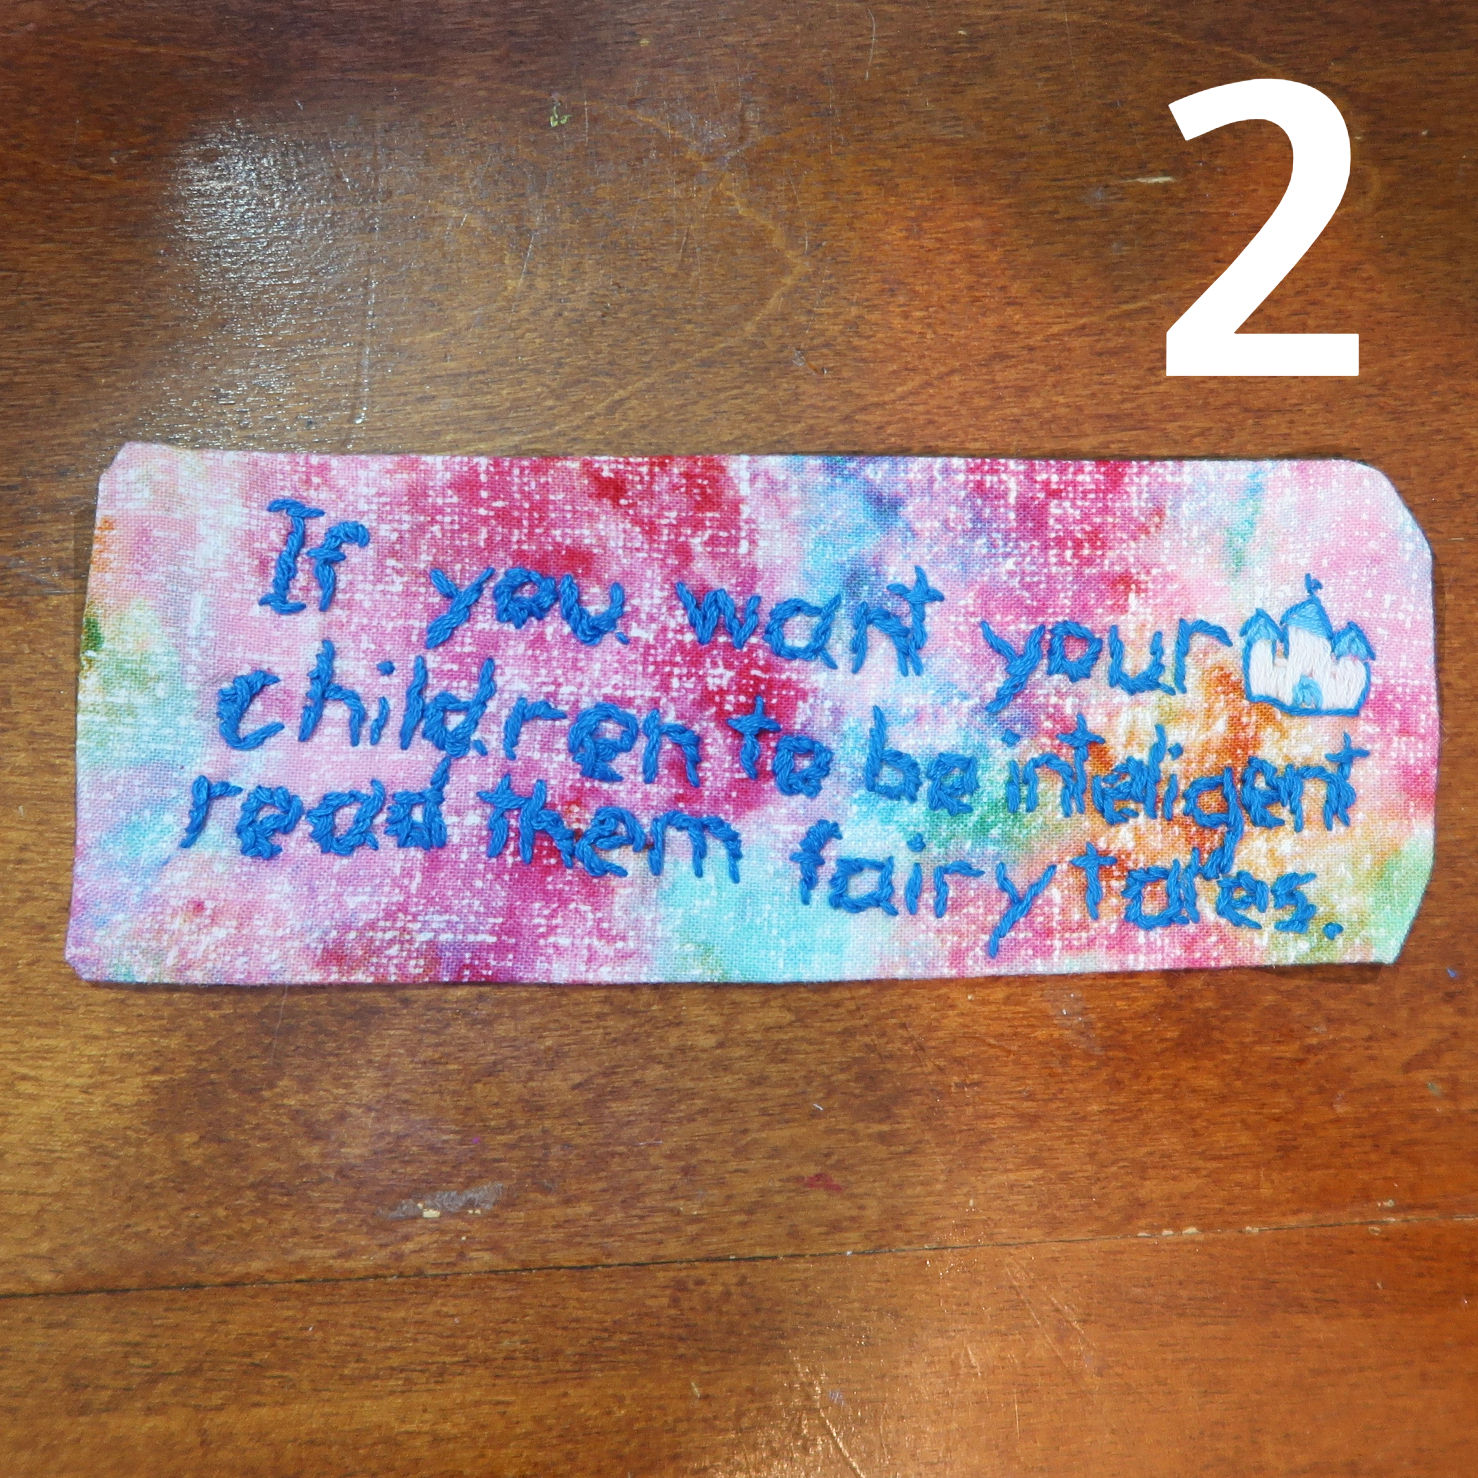 2
If you want your
children to be inteligent
read them fairy tales.